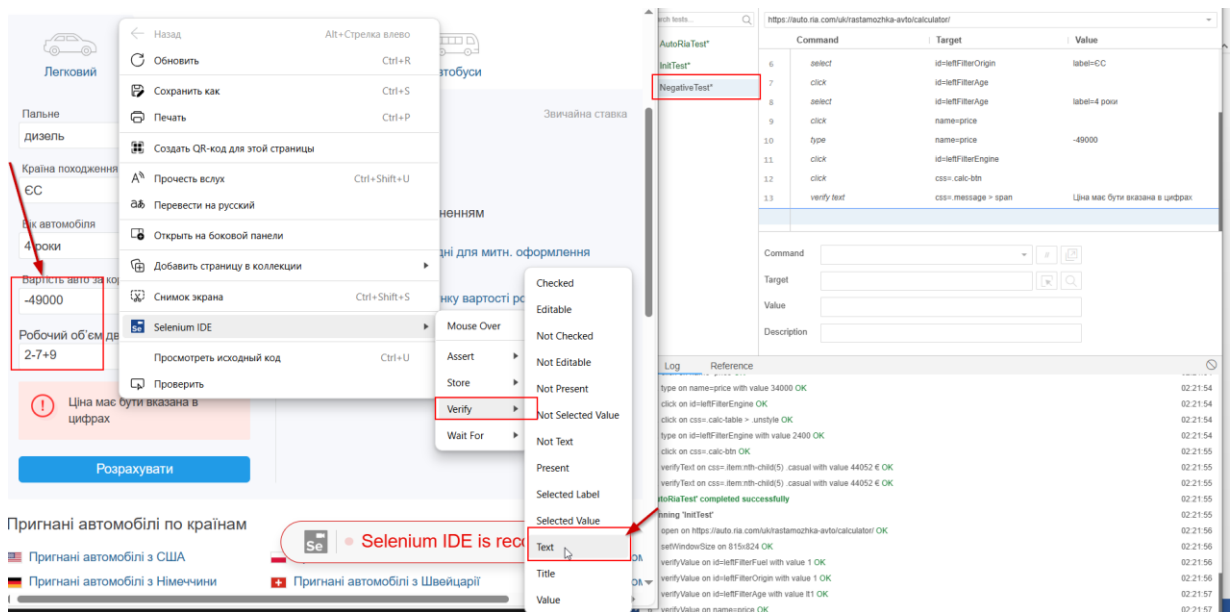 Легковий
втобуси
Пальне
дизель
Країна походження
ЄС
Вік автомобіля
4 роки
Вартість авто за ко
-49000
Робочий об'єм дв
2-7+9
Ціна має бути вказана в
цифрах
Розрахувати
Звичайна ставка
ненням
дні для митн. оформлення
нку вартості ро
Пригнані автомобілі по країнам
Пригнані автомобілі з США
Пригнані автомобілі з Німеччини
Пригнані автомобілі з Швейцарії
Se
Selenium IDE is reco
Назад Alt+Стрелка влево
Обновить Ctrl+R
Сохранить как Ctrl+S
Печать Ctrl+P
Создать QR-код для этой страницы
Прочесть вслух Ctrl+Shift+U
Перевести на русский
Открыть на боковой панели
Добавить страницу в коллекции
Снимок экрана Ctrl+Shift+S
Se Selenium IDE
Просмотреть исходный код Ctrl+U
Проверить
Mouse Over
Assert
Store
Verify
Wait For
Checked
Editable
Not Checked
Not Editable
Not Present
Not Selected Value
Not Text
Present
Selected Label
Selected Value
Text
Title
Value
rch tests...
AutoRiaTest*
InitTest*
NegativeTest*
https://auto.ria.com/uk/rastamozhka-avto/calculator/
Command Target Value
6 select id=leftFilterOrigin label=ЄС
7 click id=leftFilterAge
8 select id=leftFilterAge label=4 роки
9 click name=price
10 type name=price -49000
11 click id=leftFilterEngine
12 click css=.calc-btn
13 verify text css=.message > span Ціна має бути вказана в цифрах
Command
//
Target
Value
Description
Log Reference
type on name=price with value 34000 OK 02:21:54
click on id=leftFilterEngine OK 02:21:54
click on css=.calc-table > .unstyle OK 02:21:54
type on id=leftFilterEngine with value 2400 OK 02:21:54
click on css=.calc-btn OK 02:21:55
verifyText on css=.item:nth-child(5) .casual with value 44052 € OK 02:21:55
verifyText on css=.item:nth-child(5) .casual with value 44052 € OK 02:21:55
utoRiaTest' completed successfully 02:21:55
nning 'InitTest' 02:21:55
open on https://auto.ria.com/uk/rastamozhka-avto/calculator/ OK 02:21:56
setWindowSize on 815x824 OK 02:21:56
verifyValue on id=leftFilterFuel with value 1 OK 02:21:56
verifyValue on id=leftFilterOrigin with value 1 OK 02:21:56
verifyValue on id=leftFilterAge with value lt1 OK 02:21:57
verifyValue on name=price OK 02:21:57